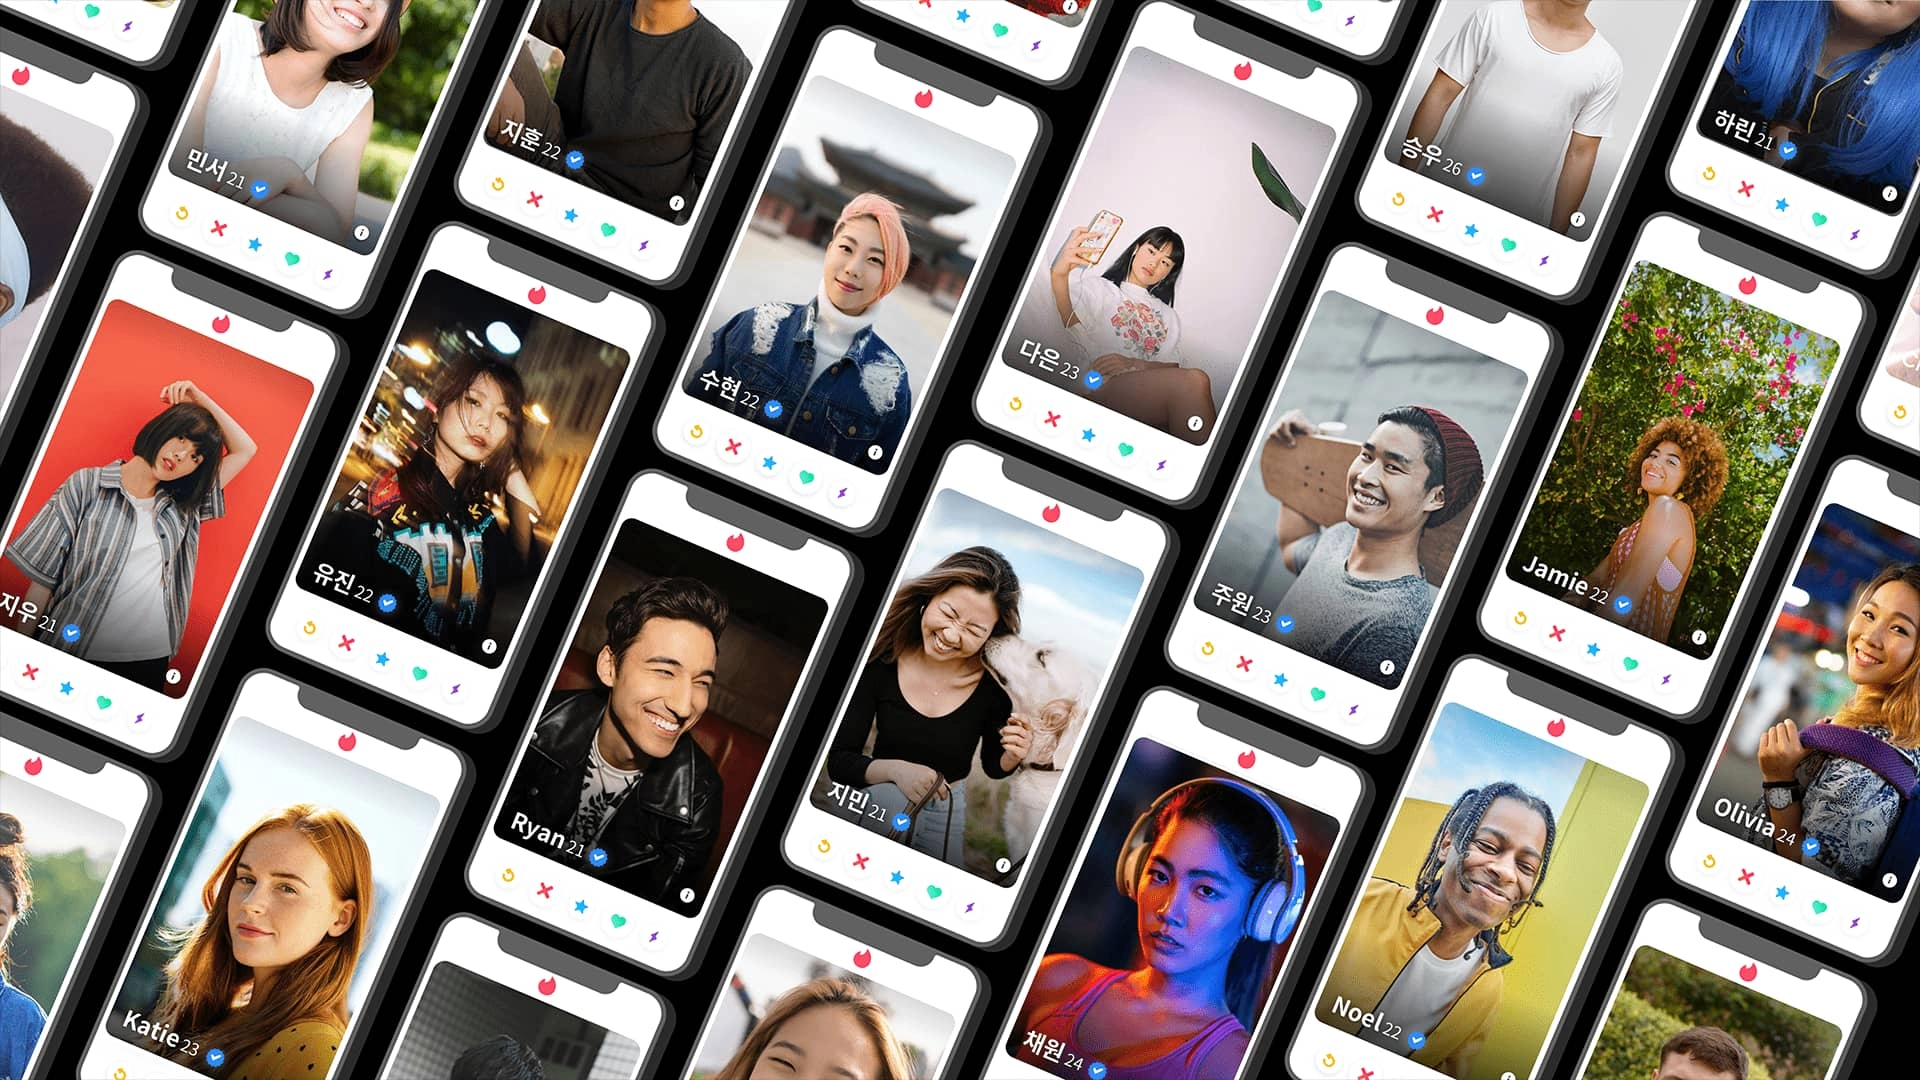 민서 21
지훈 22
승우 26
하린 21
수현 22
다은 23
지우 21
유진 22
주원 23
Jamie 22
Ryan 21
지민 21
Olivia 24
Katie 23
채원 24
Noel 22